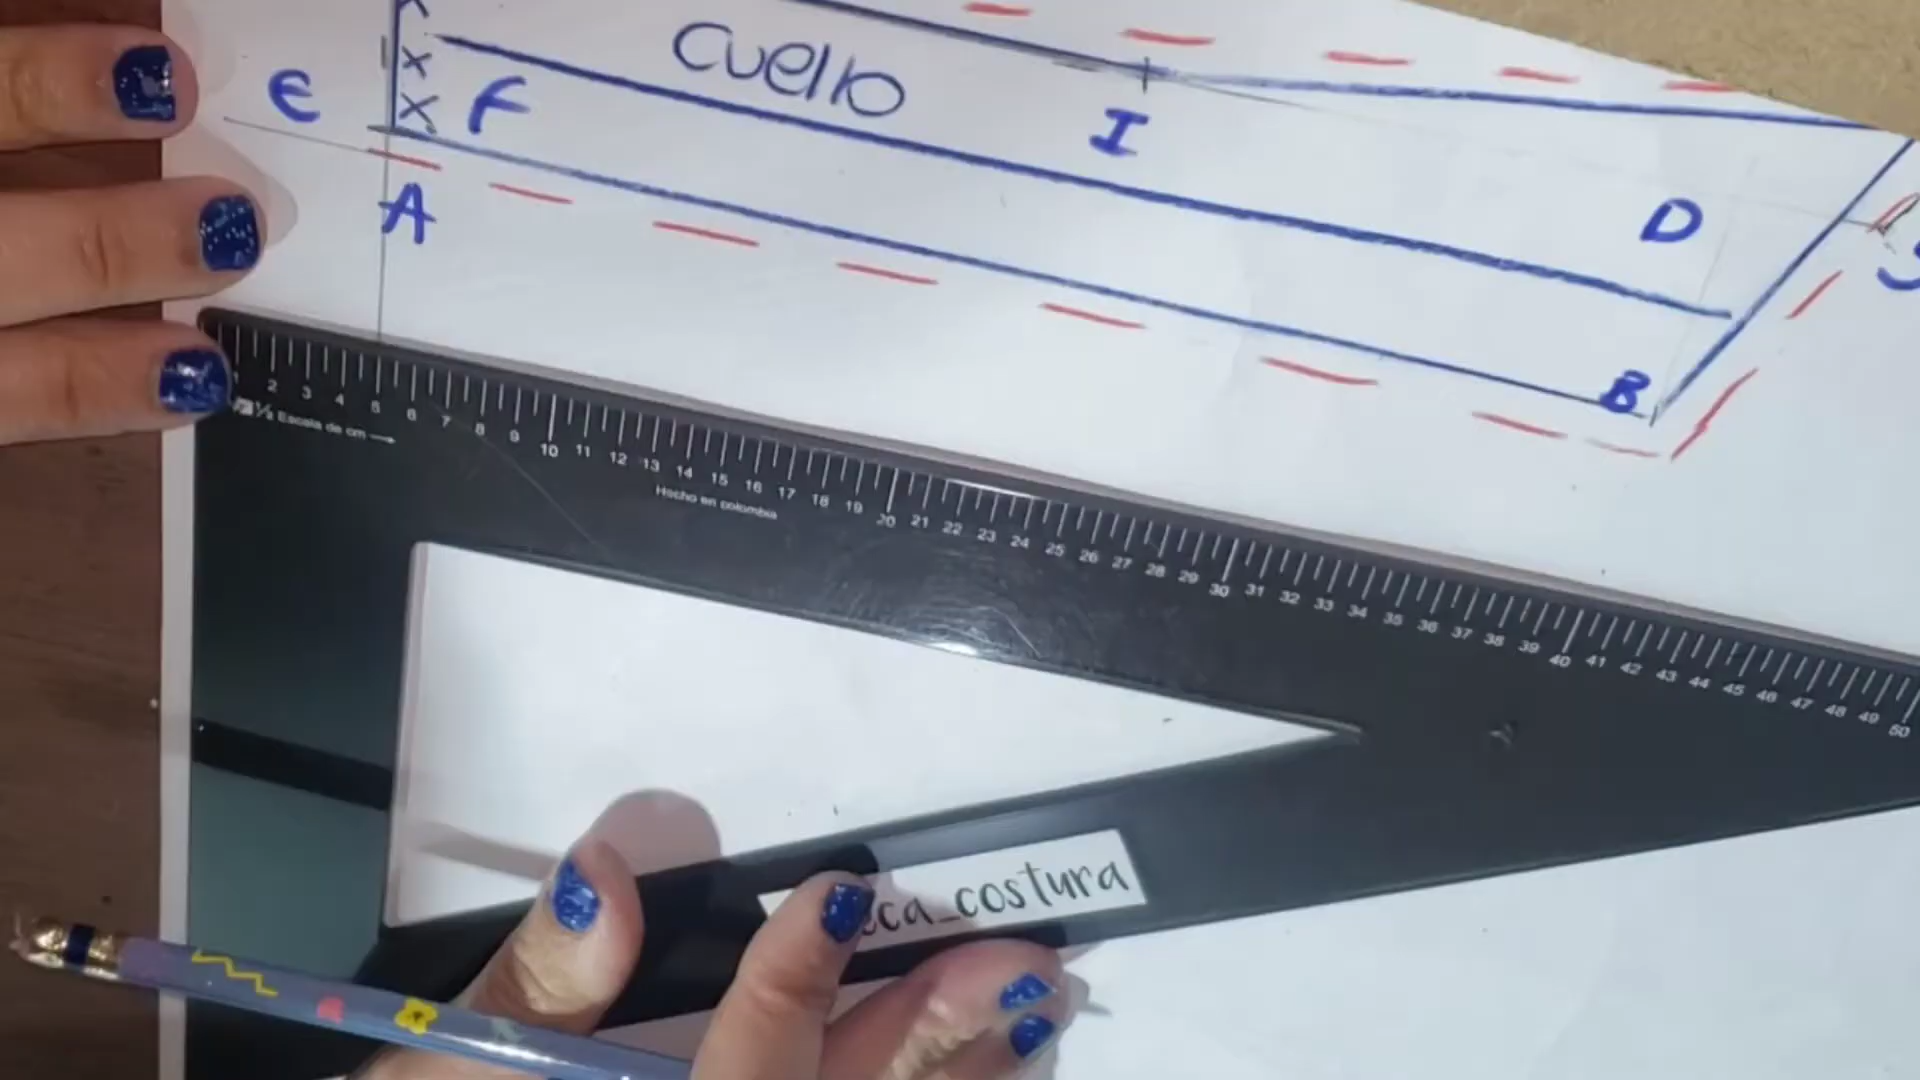 cuello
E
F
I
A
D
B
2 3 4 5 6 7 8 9 10 11 12 13 14 15 16 17 18 19 20 21 22 23 24 25 26 27 28 29 30 31 32 33 34 35 36 37 38 39 40 41 42 43 44 45 46 47 48 49 50
Escala de cm
Hecho en colombia
eca_costura